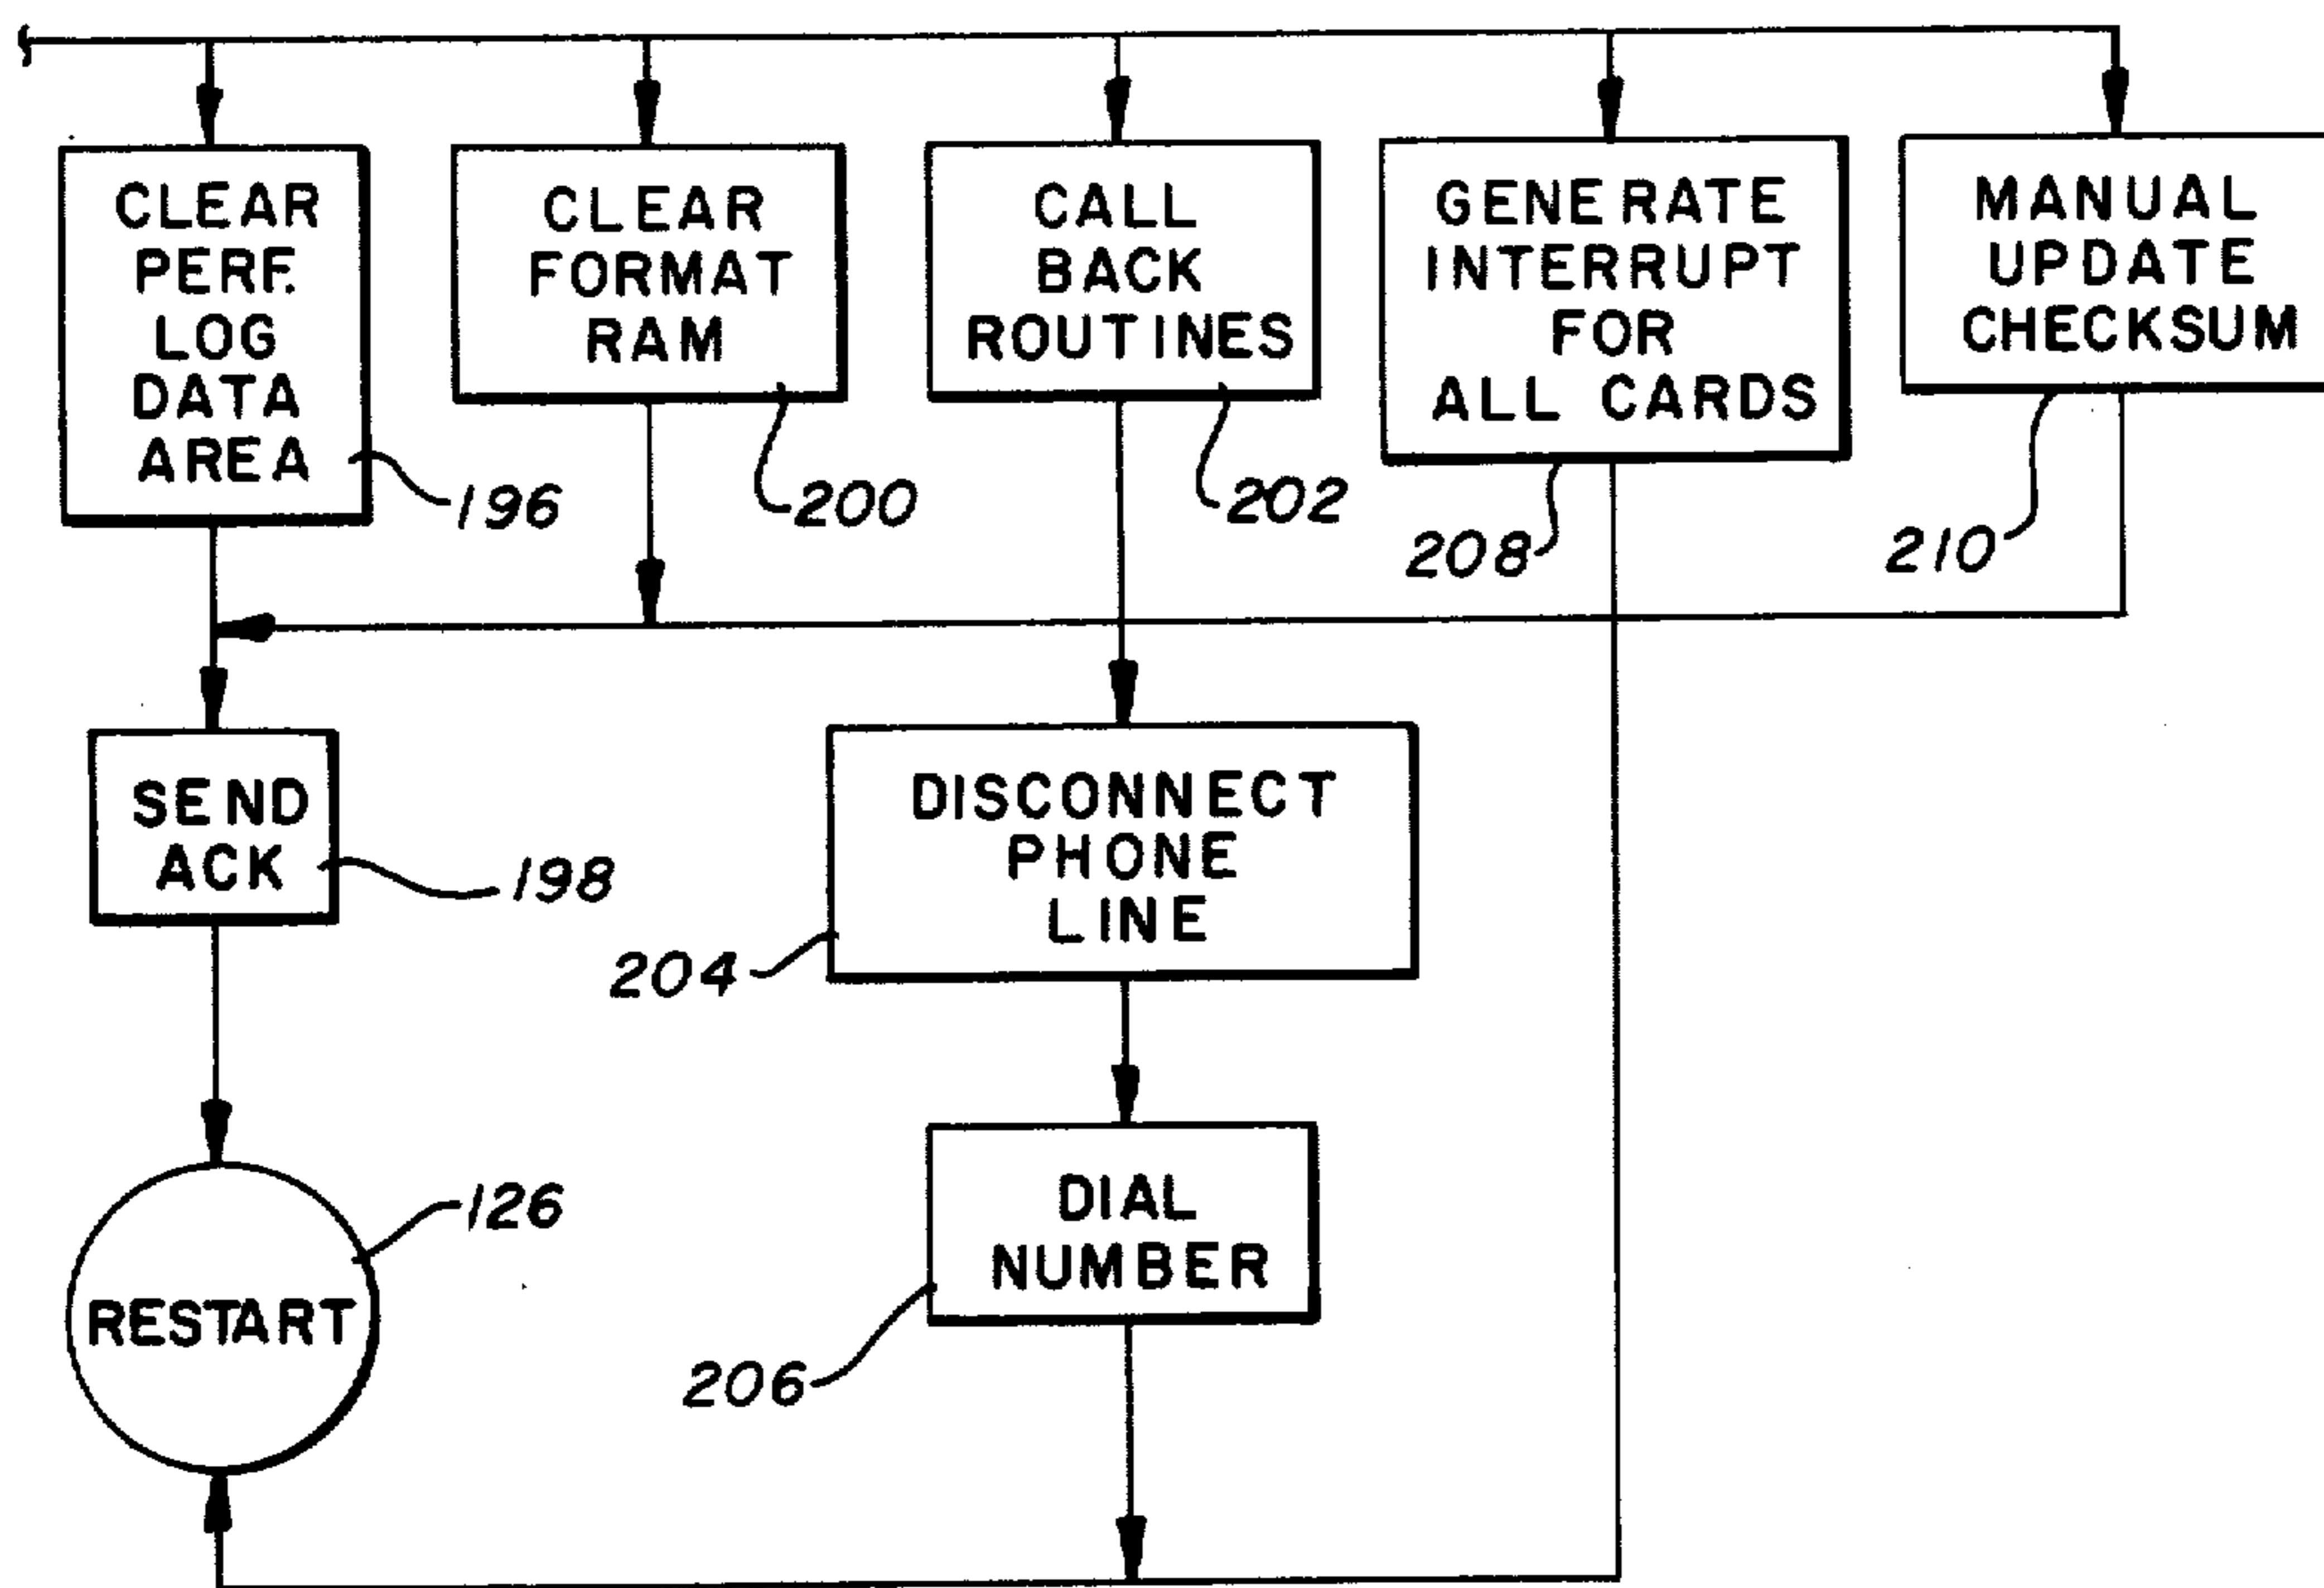 CLEAR
PERF.
LOG
DATA
AREA
196
CLEAR
FORMAT
RAM
200
CALL
BACK
ROUTINES
202
GENERATE
INTERRUPT
FOR
ALL CARDS
208
MANUAL
UPDATE
CHECKSUM
210
SEND
ACK
198
DISCONNECT
PHONE
LINE
204
DIAL
NUMBER
206
RESTART
126